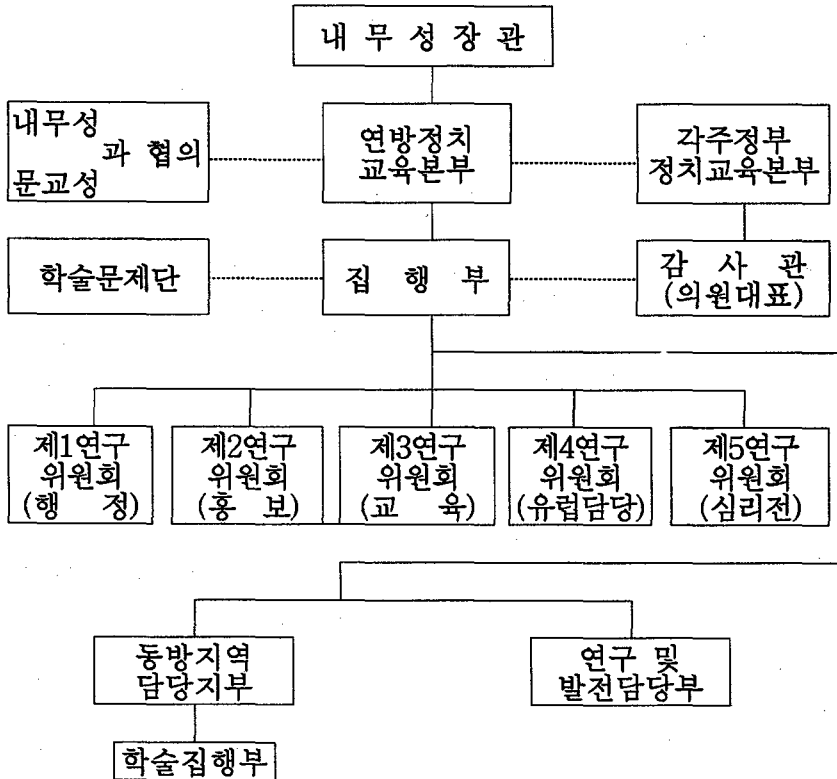 내 무 성 장 관
내무성
과 협의
문교성
연방정치
교육본부
각주정부
정치교육본부
학술문제단
집 행 부
감 사 관
(의원대표)
제1연구
위원회
(행 정)
제2연구
위원회
(홍 보)
제3연구
위원회
(교 육)
제4연구
위원회
(유럽담당)
제5연구
위원회
(심리전)
동방지역
담당지부
연구 및
발전담당부
학술집행부